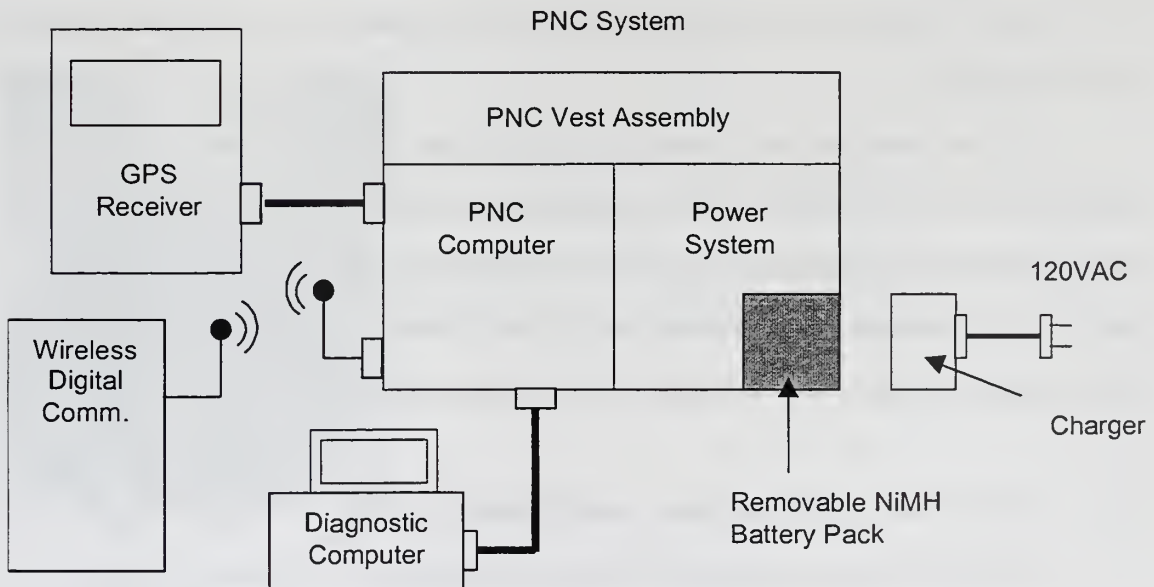 PNC System
PNC Vest Assembly
GPS
Receiver
PNC
Computer
Power
System
120VAC
Wireless
Digital
Comm.
Charger
Removable NiMH
Battery Pack
Diagnostic
Computer